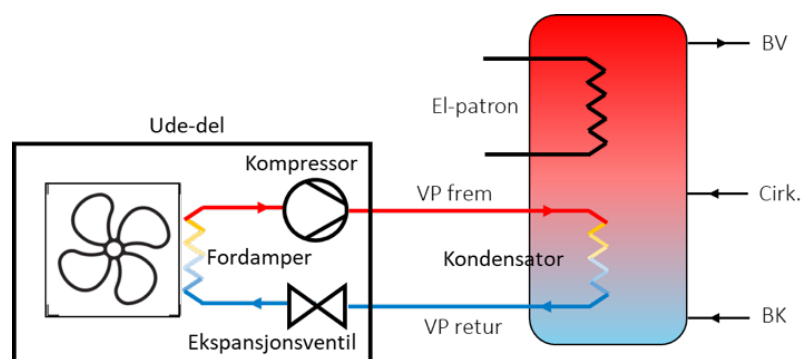 BV
El-patron
Ude-del
Kompressor
VP frem
Cirk.
Fordamper
Kondensator
BK
VP retur
Ekspansjonsventil